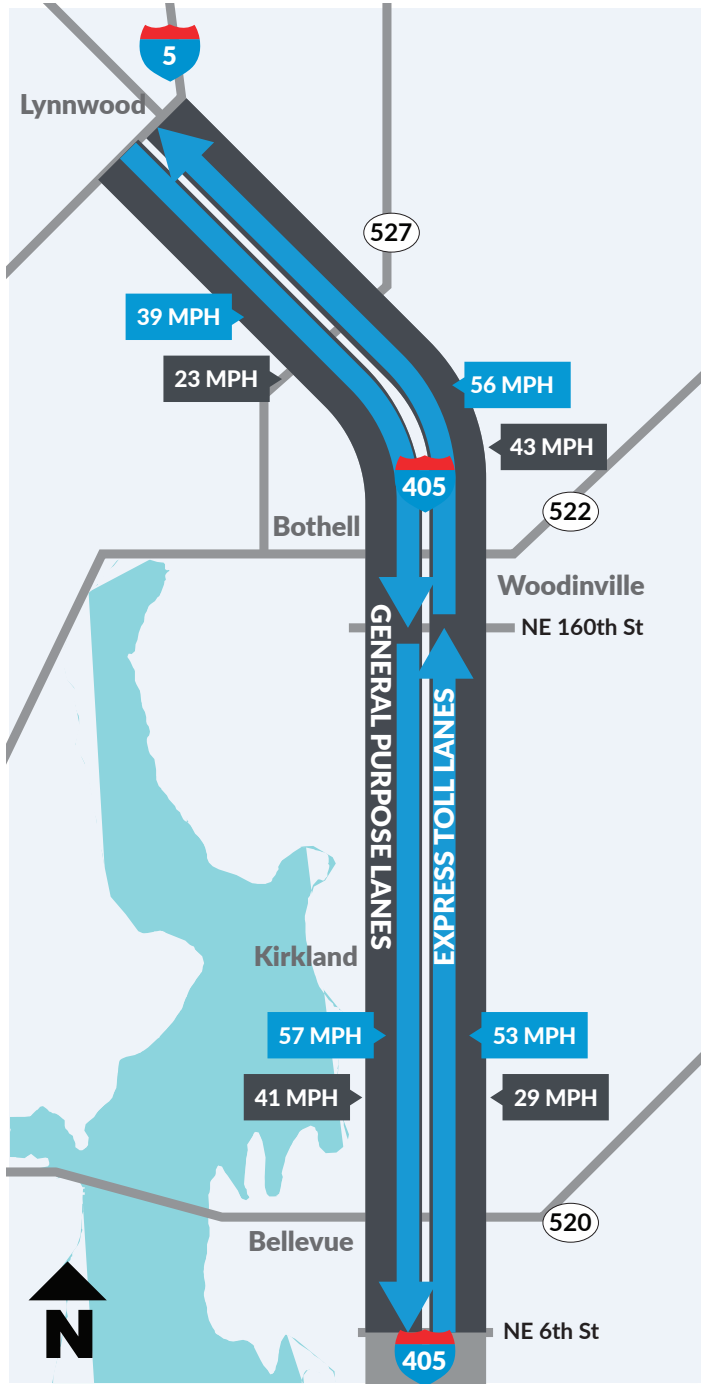 5
Lynnwood
527
39 MPH
23 MPH
56 MPH
43 MPH
405
522
Bothell
Woodinville
NE 160th St
GENERAL PURPOSE LANES
EXPRESS TOLL LANES
Kirkland
57 MPH
53 MPH
41 MPH
29 MPH
520
Bellevue
N
NE 6th St
405